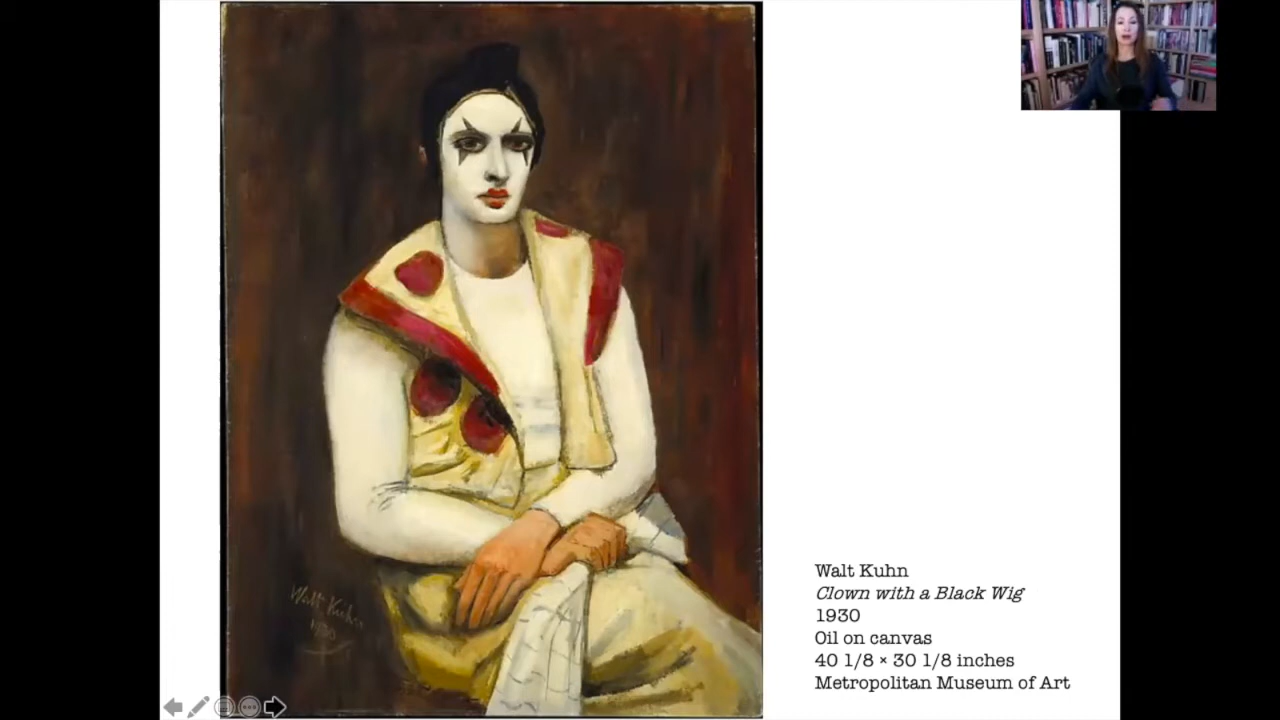 Walt Kuhn
1930
Walt Kuhn
Clown with a Black Wig
1930
Oil on canvas
40 1/8 × 30 1/8 inches
Metropolitan Museum of Art